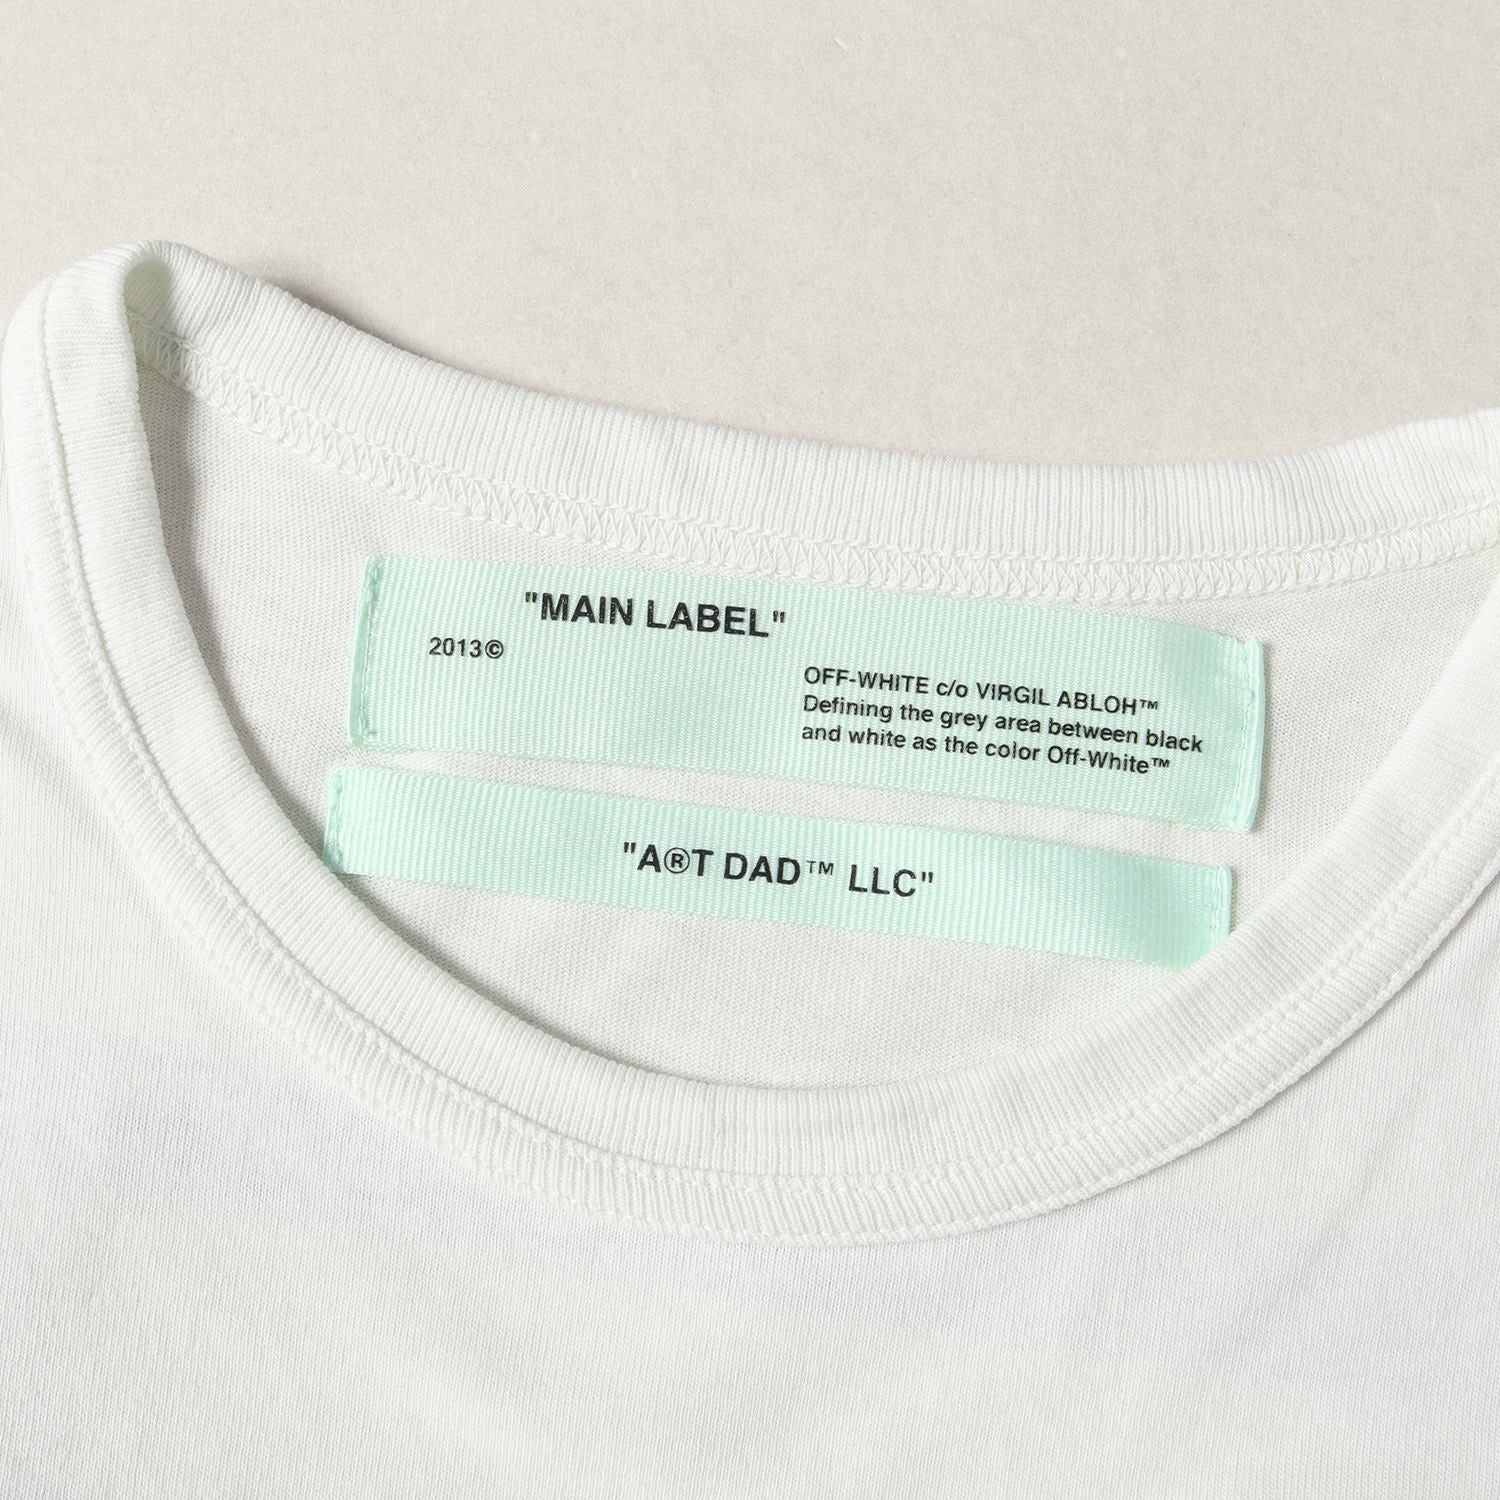 "MAIN LABEL"
2013©
OFF-WHITE c/o VIRGIL ABLOH™
Defining the grey area between black
and white as the color Off-White™
"A®T DAD™ LLC"